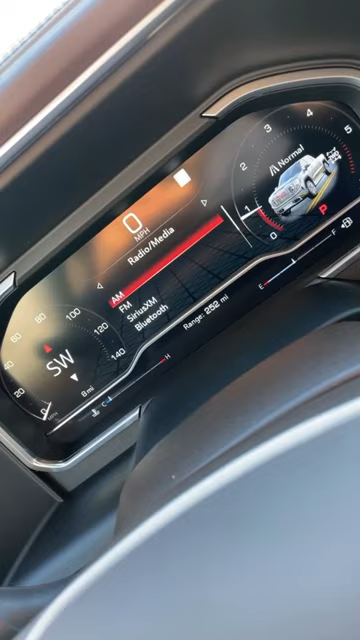 0
MPH
Radio/Media
AM
FM
SiriusXM
Bluetooth
Range: 252 mi
20
40
60
80
100
120
140
SW
8 mi
MPH
C
H
0
1
2
3
4
5
Normal
P
E
F